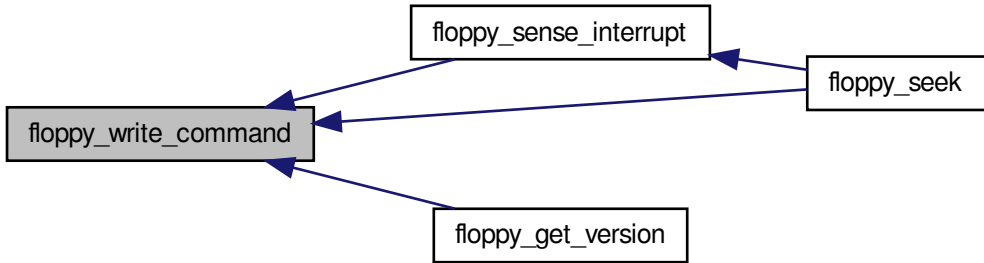 floppy_sense_interrupt
floppy_seek
floppy_write_command
floppy_get_version